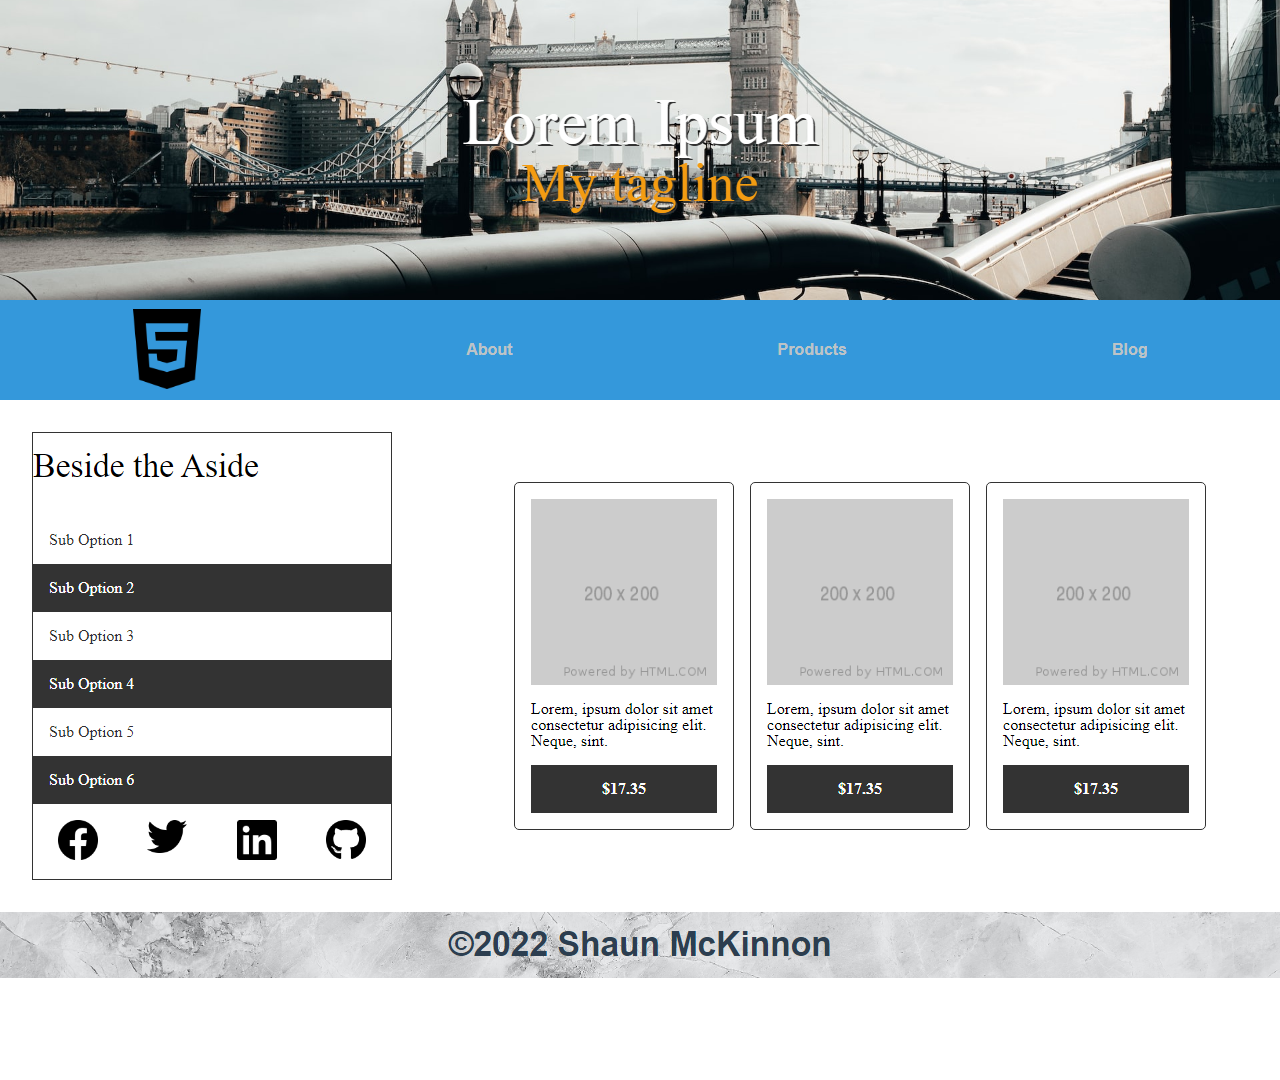 Lorem Ipsum
My tagline
About
Products
Blog
Beside the Aside
Sub Option 1
Sub Option 2
Sub Option 3
Sub Option 4
Sub Option 5
Sub Option 6
200 x 200
Powered by HTML.COM
Lorem, ipsum dolor sit amet
consectetur adipisicing elit.
Neque, sint.
$17.35
200 x 200
Powered by HTML.COM
Lorem, ipsum dolor sit amet
consectetur adipisicing elit.
Neque, sint.
$17.35
200 x 200
Powered by HTML.COM
Lorem, ipsum dolor sit amet
consectetur adipisicing elit.
Neque, sint.
$17.35
©2022 Shaun McKinnon